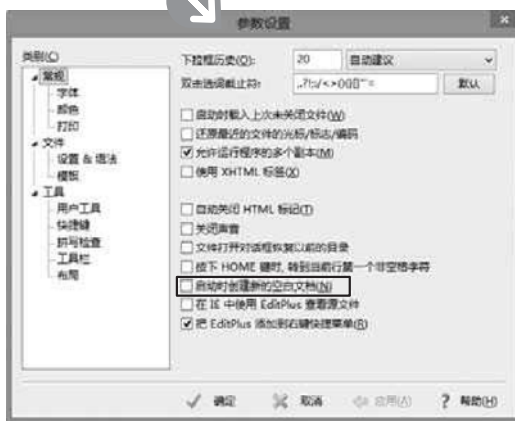 参数设置
类别(C)
常规
字体
颜色
打印
文件
设置 & 语法
模板
工具
用户工具
快捷键
拼写检查
工具栏
布局
下拉框历史(O): 20 自动建议
双击选词截止符: 默认
启动时载入上次未关闭文件(W)
还原最近的文件的光标/标志/编码
允许运行程序的多个副本(M)
使用 XHTML 标签(X)
自动关闭 HTML 标记(T)
关闭声音
文件打开对话框恢复以前的目录
按下 HOME 键时, 转到当前行第一个非空格字符
启动时创建新的空白文档(N)
在 IE 中使用 EditPlus 查看源文件
把 EditPlus 添加到右键快捷菜单(R)
确定 取消 应用(A) ? 帮助(H)